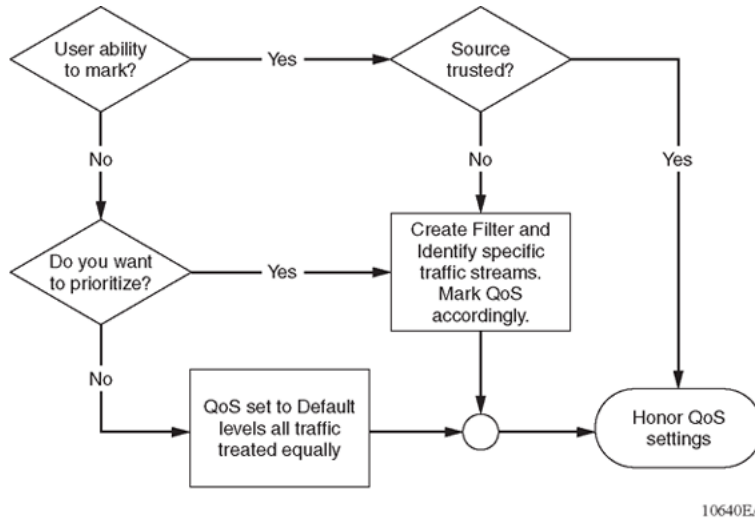 User ability
to mark?
Yes
Source
trusted?
No
No
Yes
Do you want
to prioritize?
Yes
Create Filter and
Identify specific
traffic streams.
Mark QoS
accordingly.
No
QoS set to Default
levels all traffic
treated equally
Honor QoS
settings